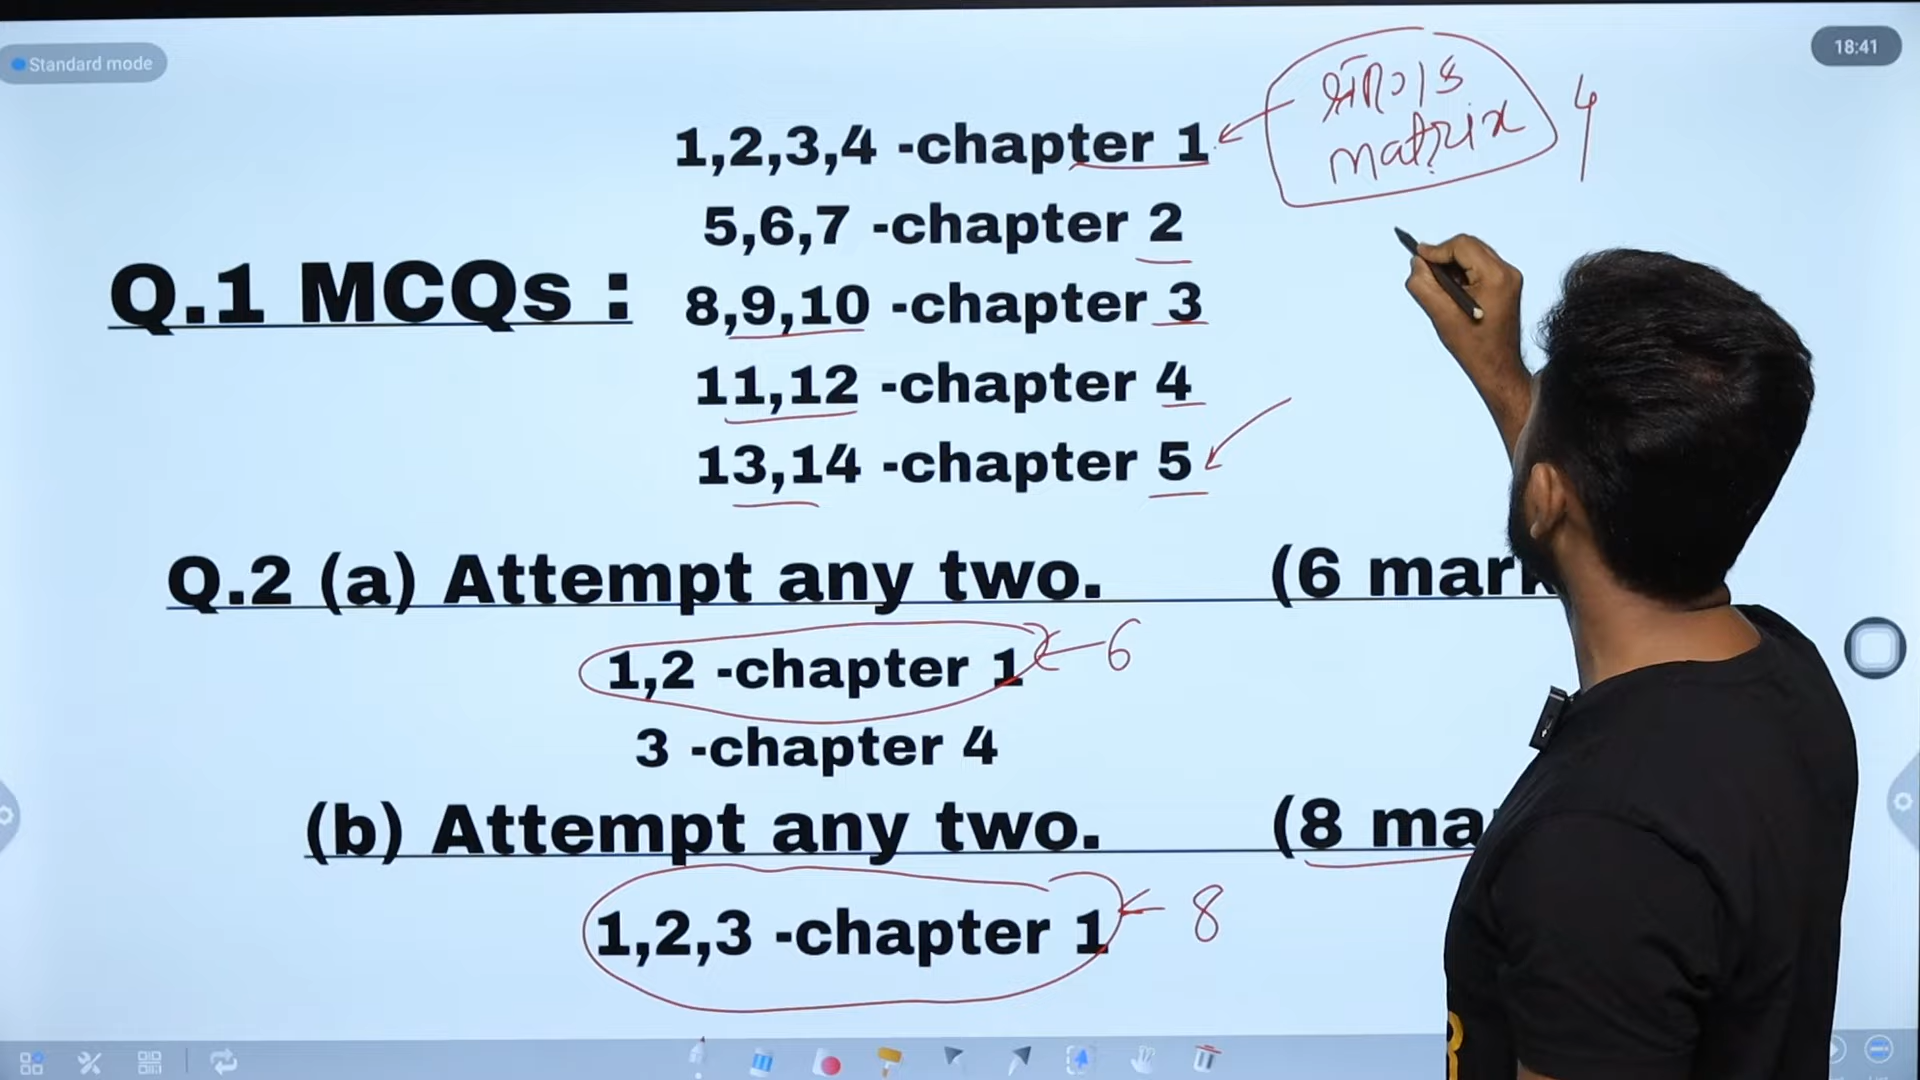 Standard mode
18:41
1,2,3,4 -chapter 1
શ્રેણિક
matrix
4
5,6,7 -chapter 2
Q.1 MCQs :
8,9,10 -chapter 3
11,12 -chapter 4
13,14 -chapter 5
Q.2 (a) Attempt any two. (6 mar
1,2 -chapter 1
6
3 -chapter 4
(b) Attempt any two. (8 ma
1,2,3 -chapter 1
8